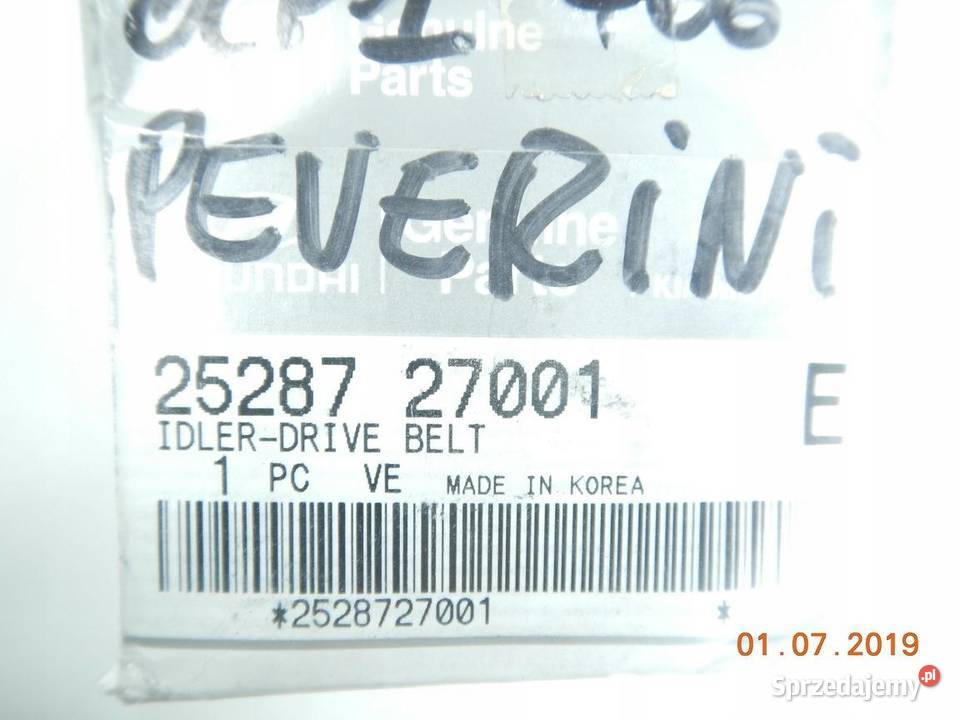 Genuine
Parts
PEVERINI
Genuine
HYUNDAI | Parts
25287 27001 E
IDLER-DRIVE BELT
1 PC VE MADE IN KOREA
*2528727001 *
01.07.2019
Sprzedajemy.pl